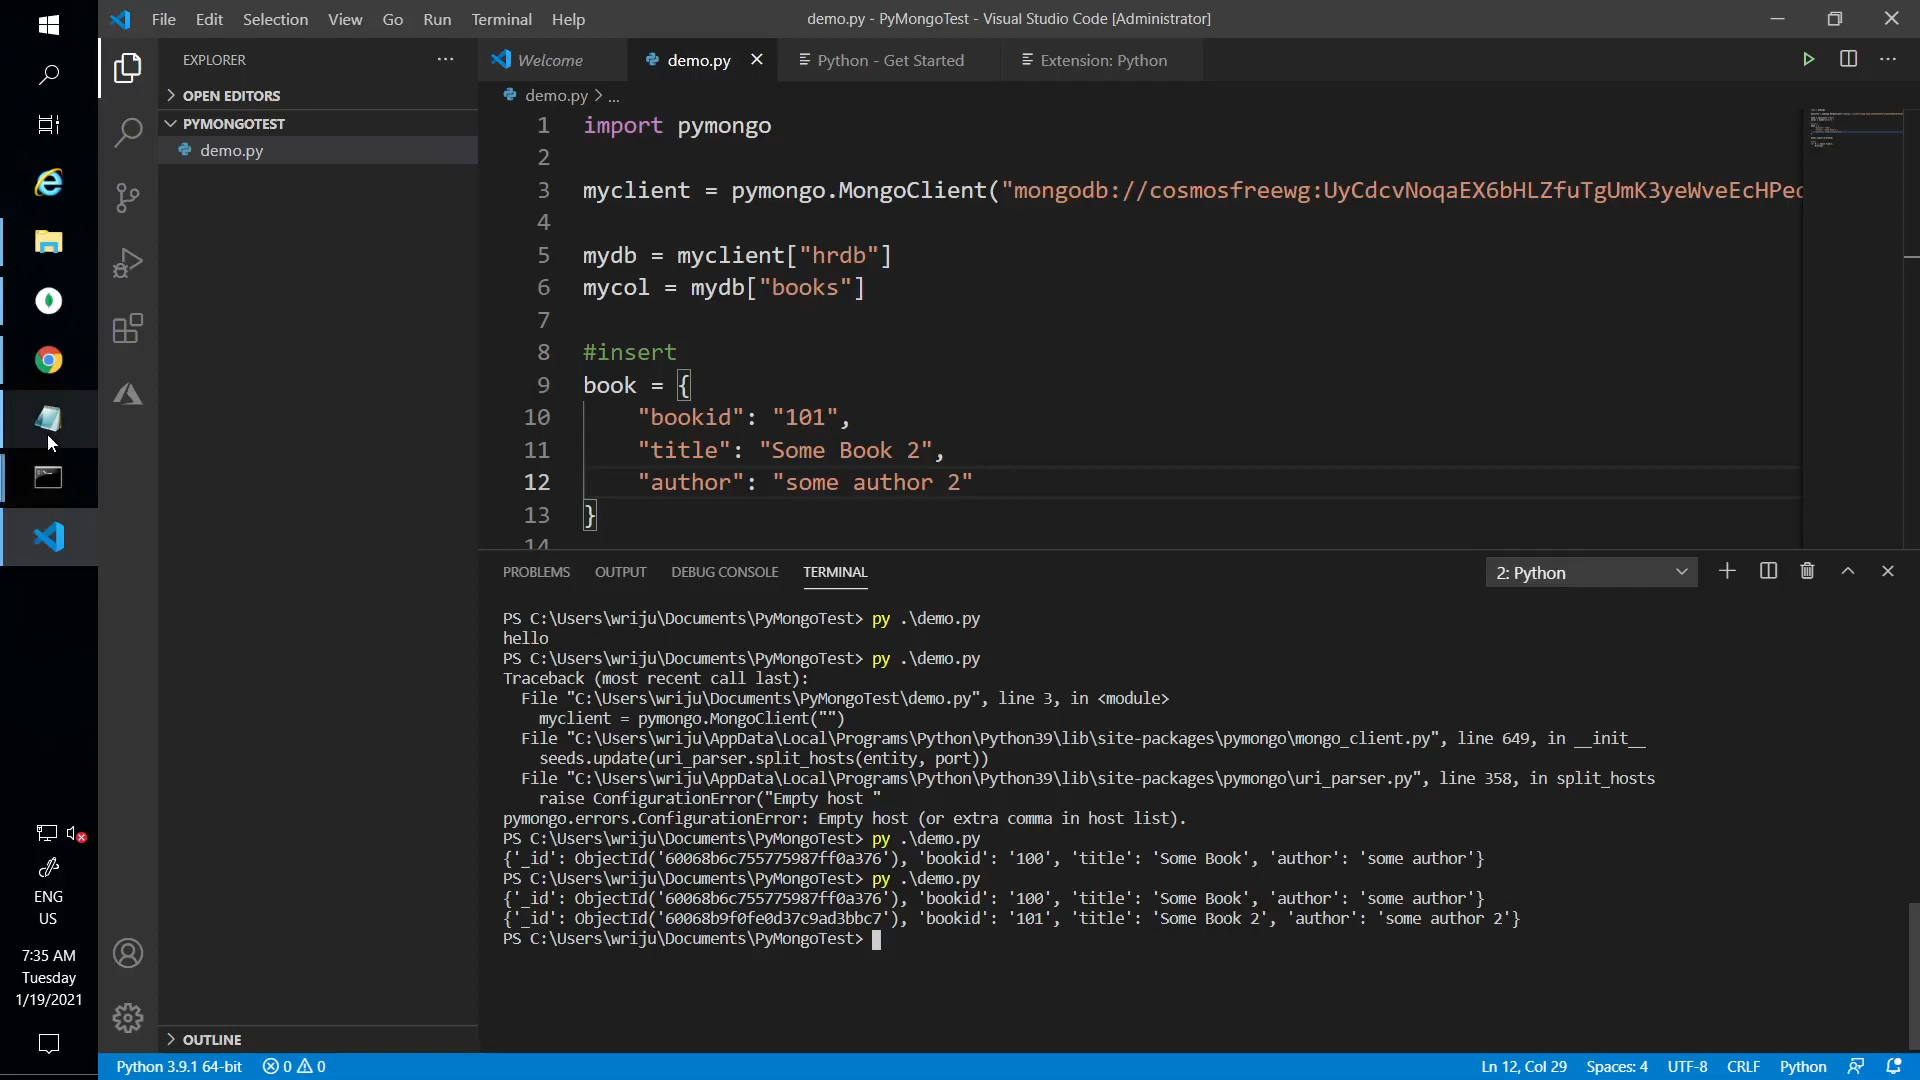 File Edit Selection View Go Run Terminal Help
demo.py - PyMongoTest - Visual Studio Code [Administrator]
EXPLORER
OPEN EDITORS
PYMONGOTEST
demo.py
OUTLINE
Welcome
demo.py
Python - Get Started
Extension: Python
demo.py > ...
1 import pymongo
2
3 myclient = pymongo.MongoClient("mongodb://cosmosfreewg:UyCdcvNoqaEX6bHLZfuTgUmK3yeWveEcHPec
4
5 mydb = myclient["hrdb"]
6 mycol = mydb["books"]
7
8 #insert
9 book = {
10 "bookid": "101",
11 "title": "Some Book 2",
12 "author": "some author 2"
13 }
14
PROBLEMS OUTPUT DEBUG CONSOLE TERMINAL
2: Python
PS C:\Users\wriju\Documents\PyMongoTest> py .\demo.py
hello
PS C:\Users\wriju\Documents\PyMongoTest> py .\demo.py
Traceback (most recent call last):
File "C:\Users\wriju\Documents\PyMongoTest\demo.py", line 3, in <module>
myclient = pymongo.MongoClient("")
File "C:\Users\wriju\AppData\Local\Programs\Python\Python39\lib\site-packages\pymongo\mongo_client.py", line 649, in __init__
seeds.update(uri_parser.split_hosts(entity, port))
File "C:\Users\wriju\AppData\Local\Programs\Python\Python39\lib\site-packages\pymongo\uri_parser.py", line 358, in split_hosts
raise ConfigurationError("Empty host "
pymongo.errors.ConfigurationError: Empty host (or extra comma in host list).
PS C:\Users\wriju\Documents\PyMongoTest> py .\demo.py
{'_id': ObjectId('60068b6c755775987ff0a376'), 'bookid': '100', 'title': 'Some Book', 'author': 'some author'}
PS C:\Users\wriju\Documents\PyMongoTest> py .\demo.py
{'_id': ObjectId('60068b6c755775987ff0a376'), 'bookid': '100', 'title': 'Some Book', 'author': 'some author'}
{'_id': ObjectId('60068b9f0fe0d37c9ad3bbc7'), 'bookid': '101', 'title': 'Some Book 2', 'author': 'some author 2'}
PS C:\Users\wriju\Documents\PyMongoTest>
ENG
US
7:35 AM
Tuesday
1/19/2021
Python 3.9.1 64-bit 0 0
Ln 12, Col 29 Spaces: 4 UTF-8 CRLF Python